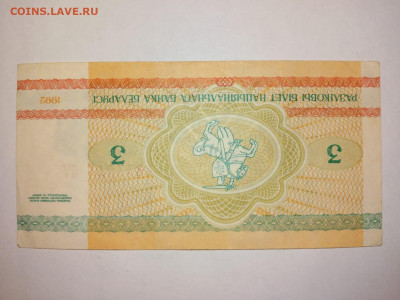 COINS.LAVE.RU
РАЗЛІКОВЫ БІЛЕТ НАЦЫЯНАЛЬНАГА БАНКА БЕЛАРУСІ 1992
3 3